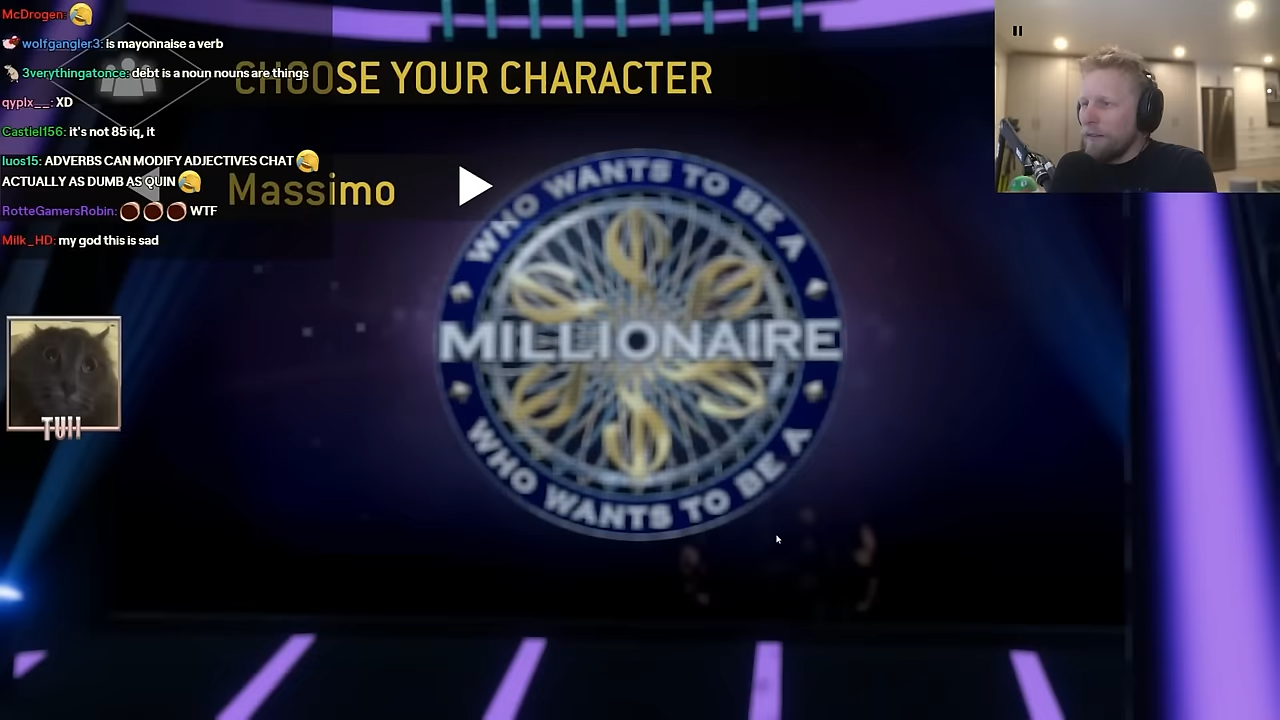 McDrogen:
wolfgangler3: is mayonnaise a verb
3verythingatonce: debt is a noun nouns are things
qyplx__: XD
Castiel156: it's not 85 iq, it
luos15: ADVERBS CAN MODIFY ADJECTIVES CHAT
ACTUALLY AS DUMB AS QUIN
RotteGamersRobin: WTF
Milk_HD: my god this is sad
CHOOSE YOUR CHARACTER
Massimo
WHO WANTS TO BE A
MILLIONAIRE
WHO WANTS TO BE A